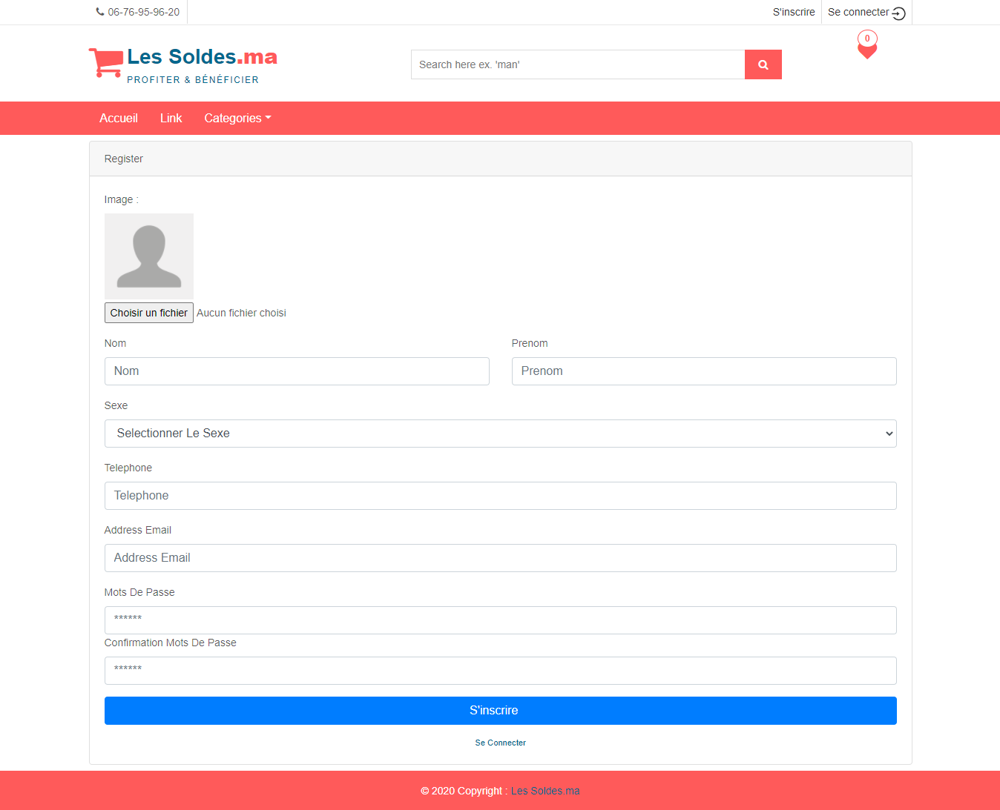 06-76-95-96-20
S'inscrire
Se connecter
Les Soldes.ma
PROFITER & BÉNÉFICIER
Search here ex. 'man'
0
Accueil
Link
Categories
Register
Image :
Choisir un fichier Aucun fichier choisi
Nom
Prenom
Nom
Prenom
Sexe
Selectionner Le Sexe
Telephone
Telephone
Address Email
Address Email
Mots De Passe
******
Confirmation Mots De Passe
******
S'inscrire
Se Connecter
© 2020 Copyright : Les Soldes.ma